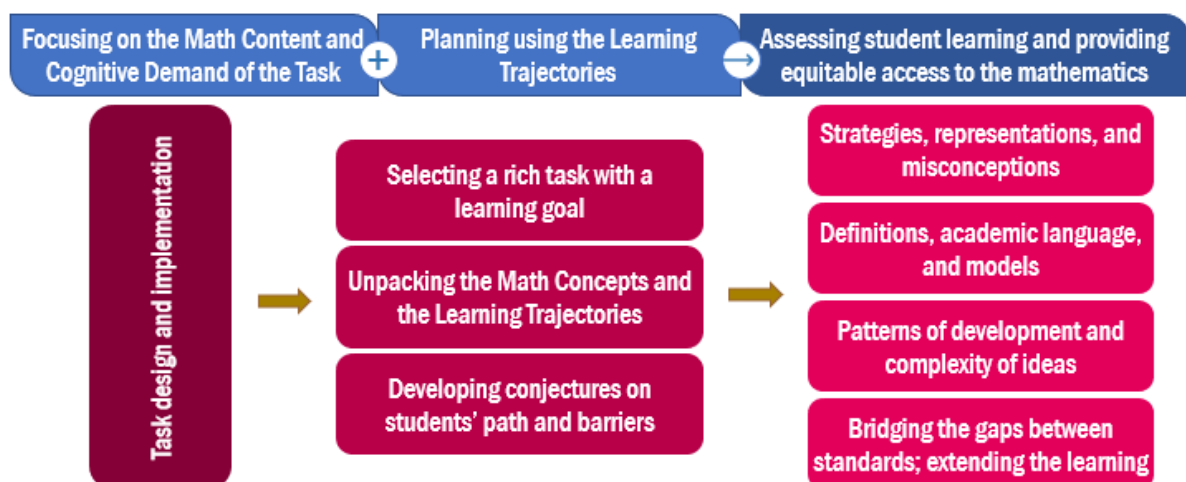 Focusing on the Math Content and
Cognitive Demand of the Task
+
Planning using the Learning
Trajectories
→
Assessing student learning and providing
equitable access to the mathematics
Task design and implementation
Selecting a rich task with a
learning goal
Unpacking the Math Concepts and
the Learning Trajectories
Developing conjectures on
students’ path and barriers
Strategies, representations, and
misconceptions
Definitions, academic language,
and models
Patterns of development and
complexity of ideas
Bridging the gaps between
standards; extending the learning